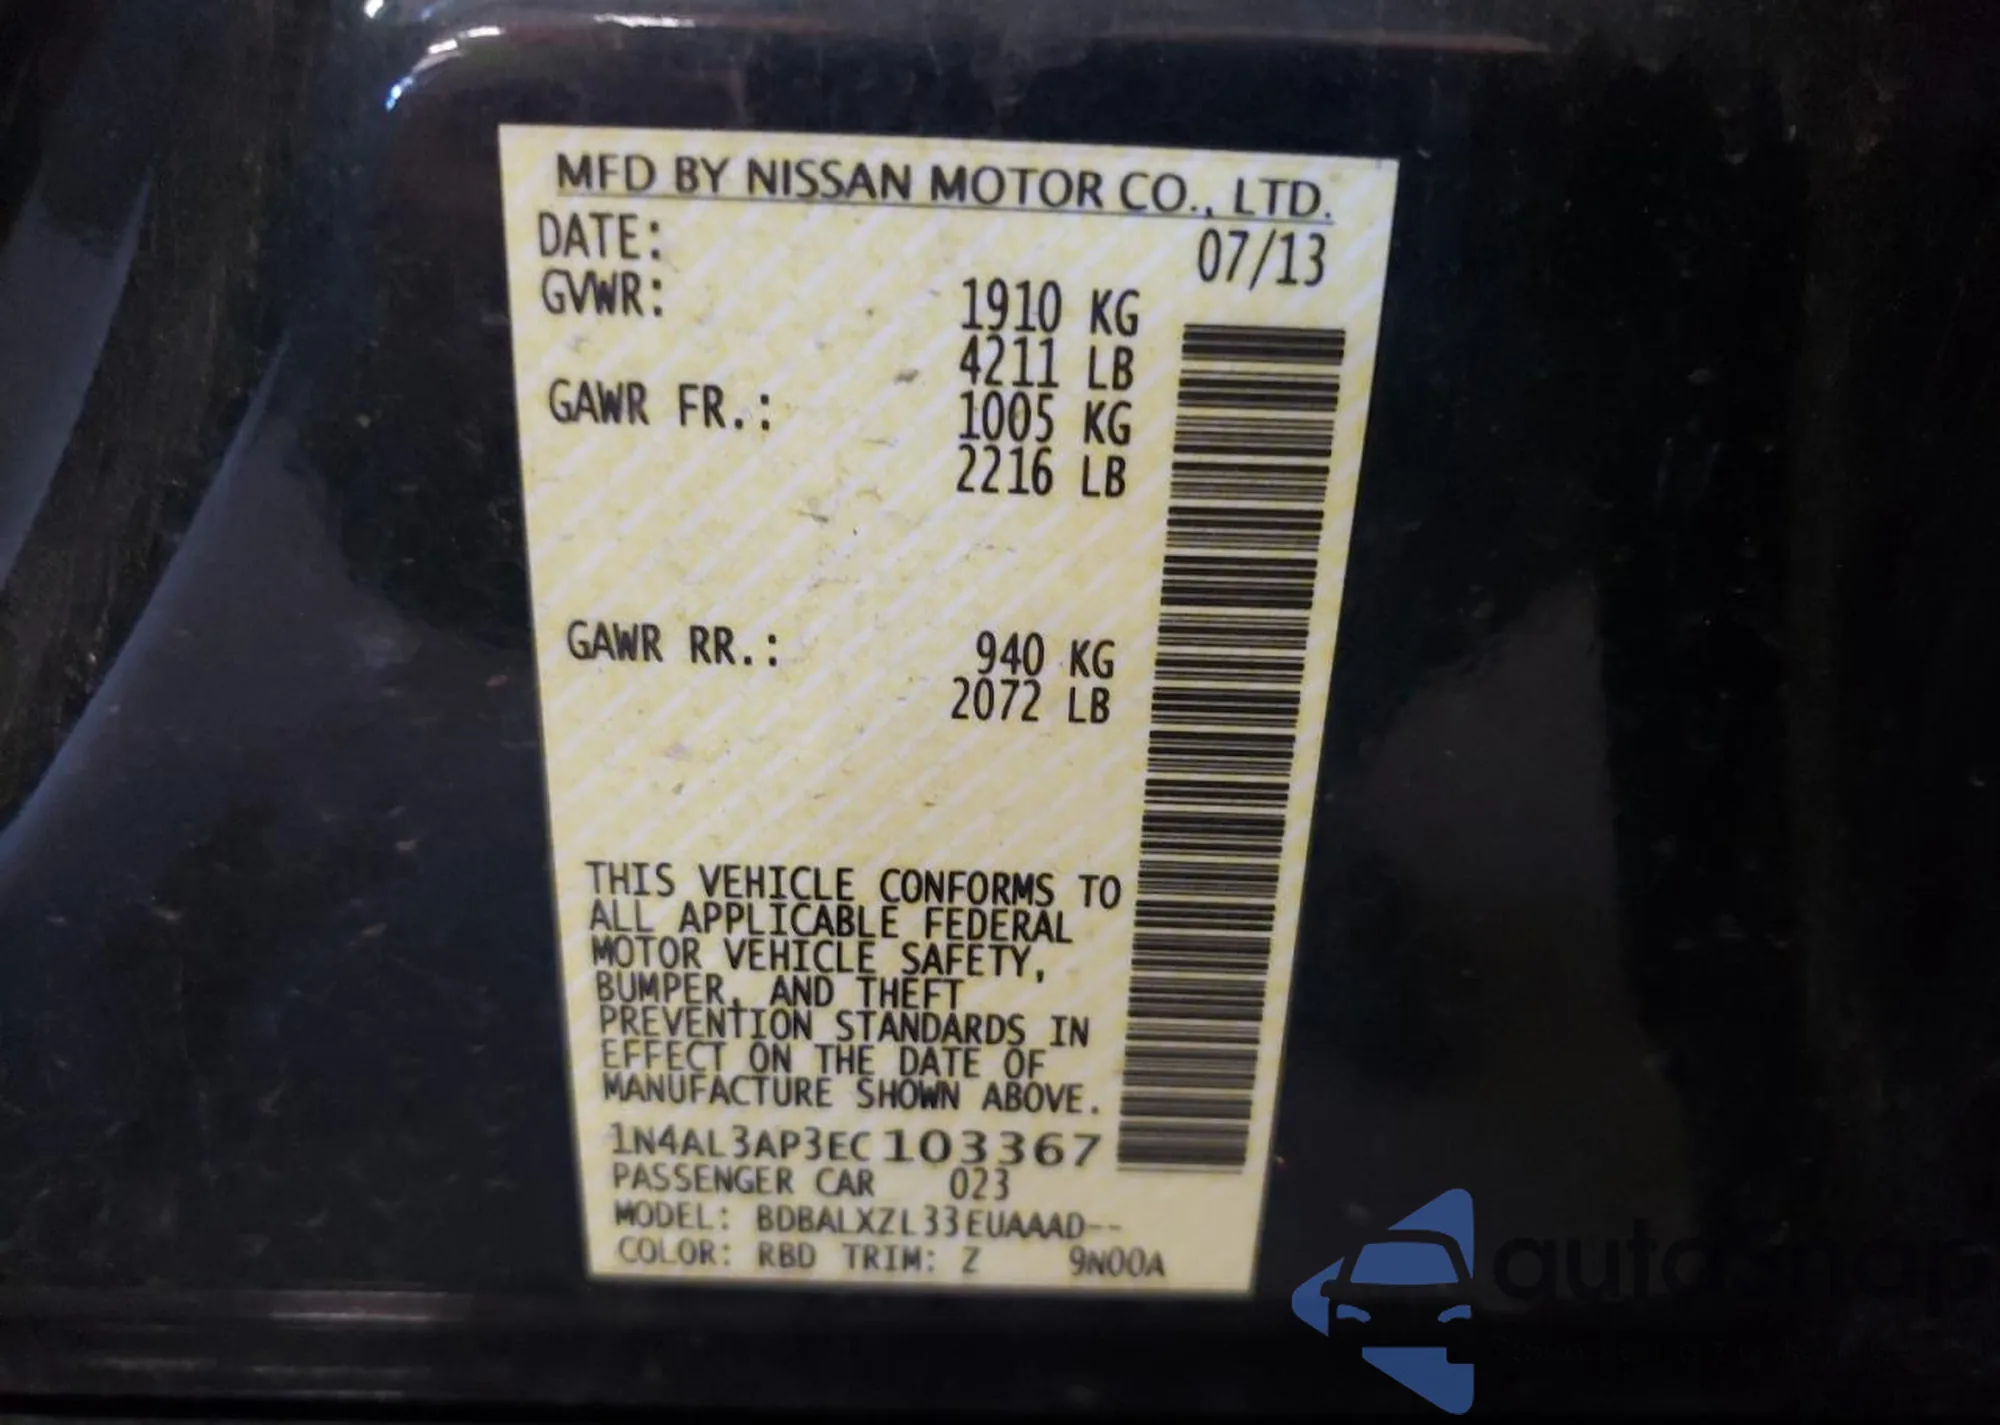 MFD BY NISSAN MOTOR CO., LTD.
DATE: 07/13
GVWR: 1910 KG
4211 LB
GAWR FR.: 1005 KG
2216 LB
GAWR RR.: 940 KG
2072 LB
THIS VEHICLE CONFORMS TO
ALL APPLICABLE FEDERAL
MOTOR VEHICLE SAFETY,
BUMPER, AND THEFT
PREVENTION STANDARDS IN
EFFECT ON THE DATE OF
MANUFACTURE SHOWN ABOVE.
1N4AL3AP3EC103367
PASSENGER CAR 023
MODEL: BDBALXZL33EUAAAD--
COLOR: RBD TRIM: Z 9N00A